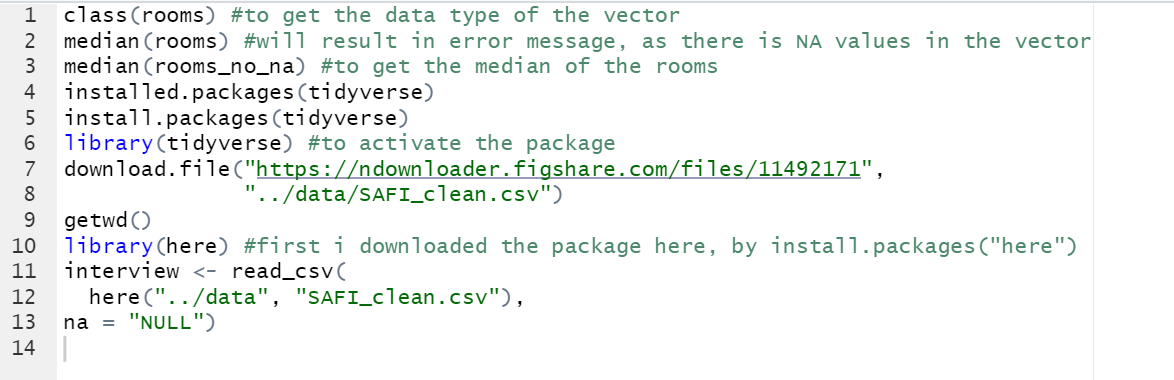 1 class(rooms) #to get the data type of the vector
2 median(rooms) #will result in error message, as there is NA values in the vector
3 median(rooms_no_na) #to get the median of the rooms
4 installed.packages(tidyverse)
5 install.packages(tidyverse)
6 library(tidyverse) #to activate the package
7 download.file("https://ndownloader.figshare.com/files/11492171",
8               "../data/SAFI_clean.csv")
9 getwd()
10 library(here) #first i downloaded the package here, by install.packages("here")
11 interview <- read_csv(
12   here("../data", "SAFI_clean.csv"),
13 na = "NULL")
14